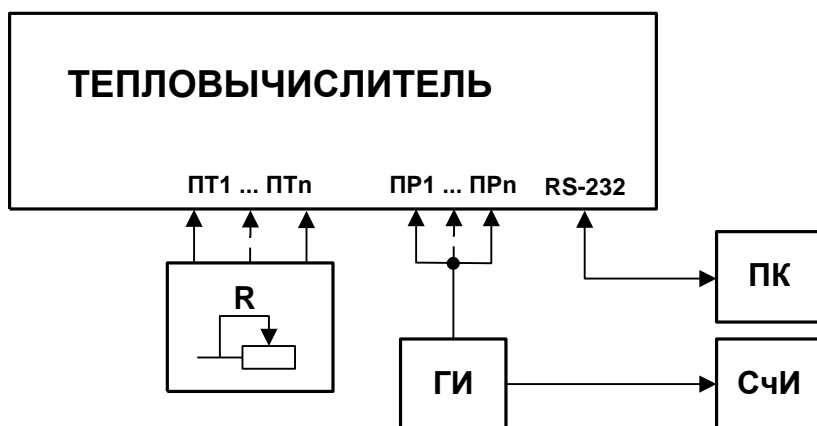 ТЕПЛОВЫЧИСЛИТЕЛЬ
ПТ1 ... ПТn ПР1 ... ПРn RS-232
ПК
R
ГИ
СчИ